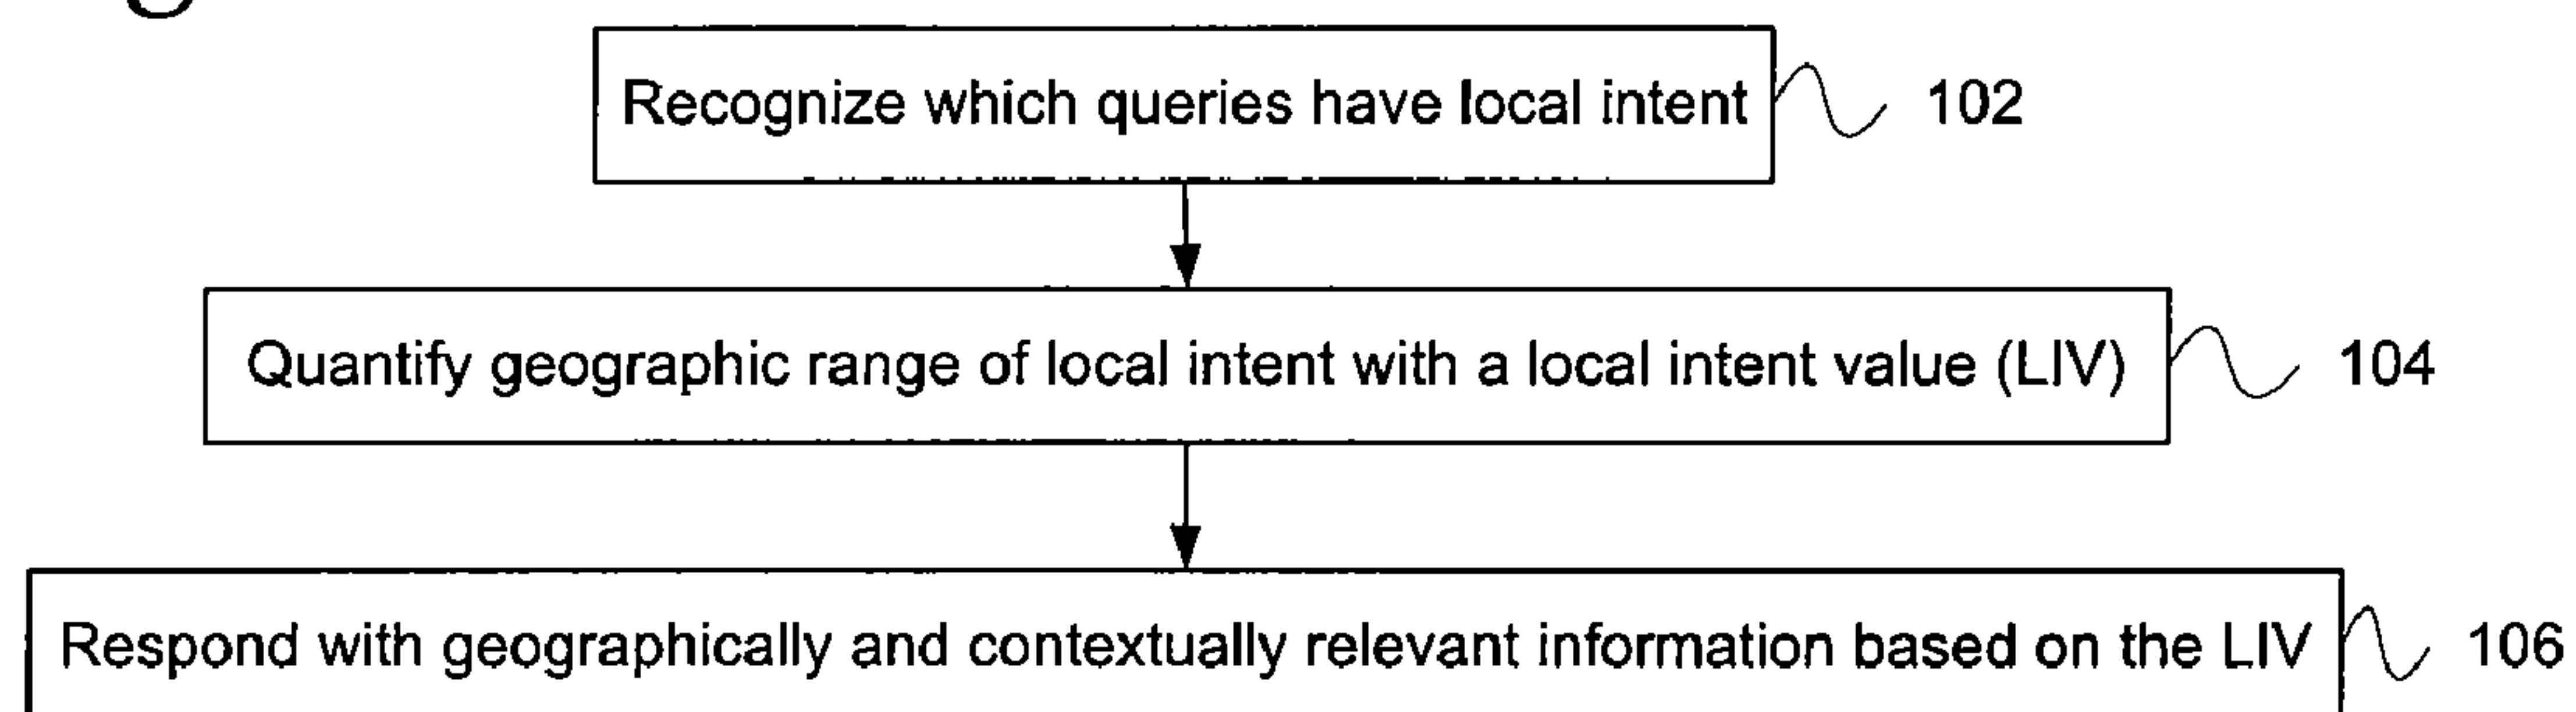 Recognize which queries have local intent 102
Quantify geographic range of local intent with a local intent value (LIV) 104
Respond with geographically and contextually relevant information based on the LIV 106